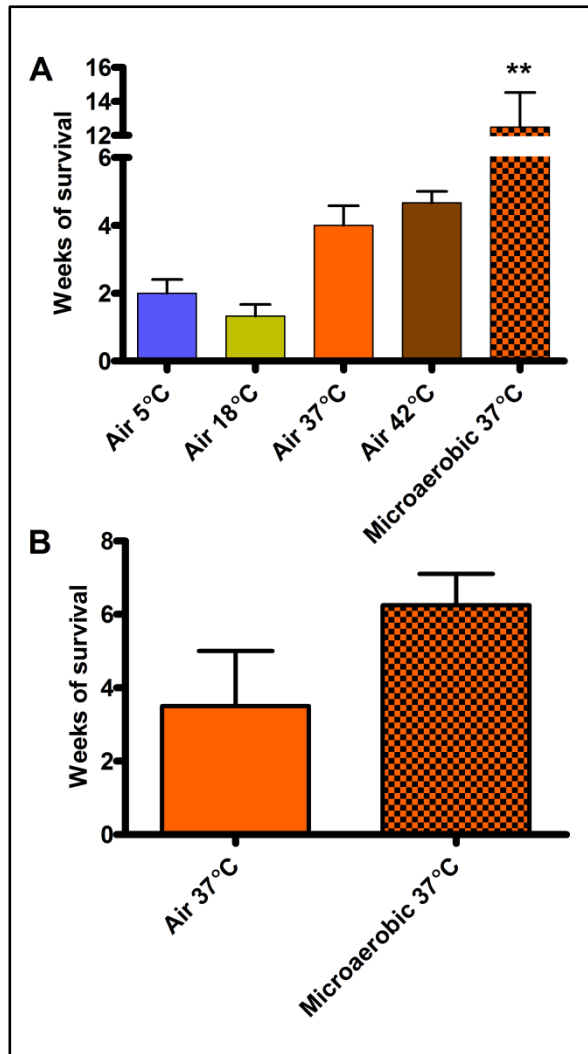 A
Weeks of survival
16
14
12
6
4
2
0
**
Air 5°C
Air 18°C
Air 37°C
Air 42°C
Microaerobic 37°C
B
Weeks of survival
8
6
4
2
0
Air 37°C
Microaerobic 37°C